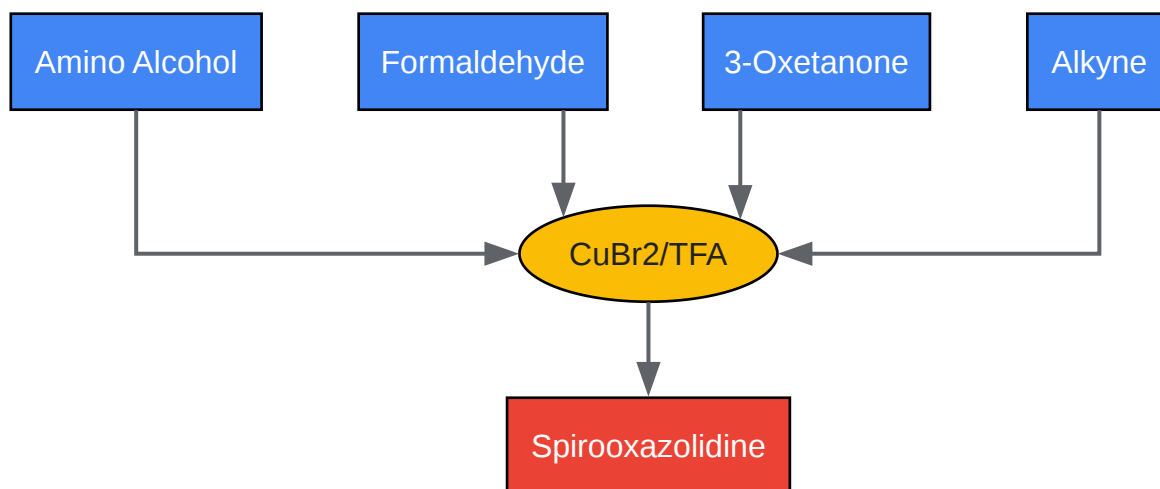 Amino Alcohol
Formaldehyde
3-Oxetanone
Alkyne
CuBr2/TFA
Spirooxazolidine